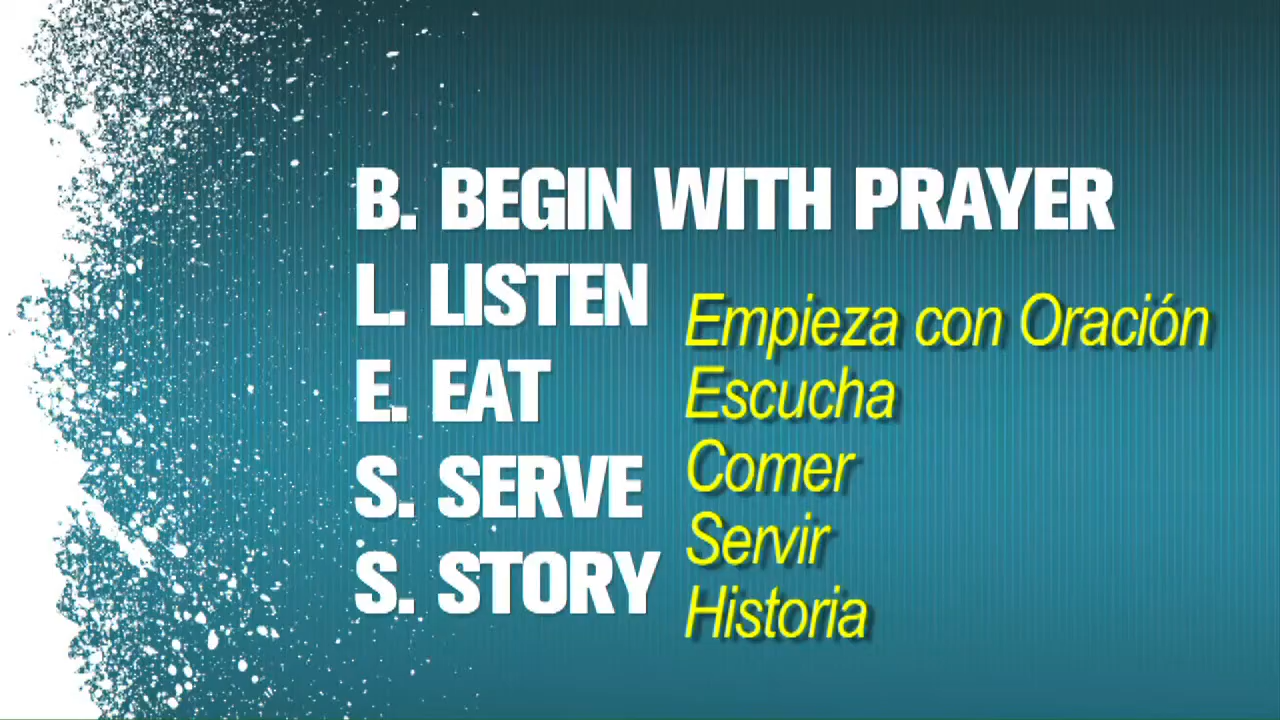 B. BEGIN WITH PRAYER
L. LISTEN
E. EAT
S. SERVE
S. STORY
Empieza con Oración
Escucha
Comer
Servir
Historia